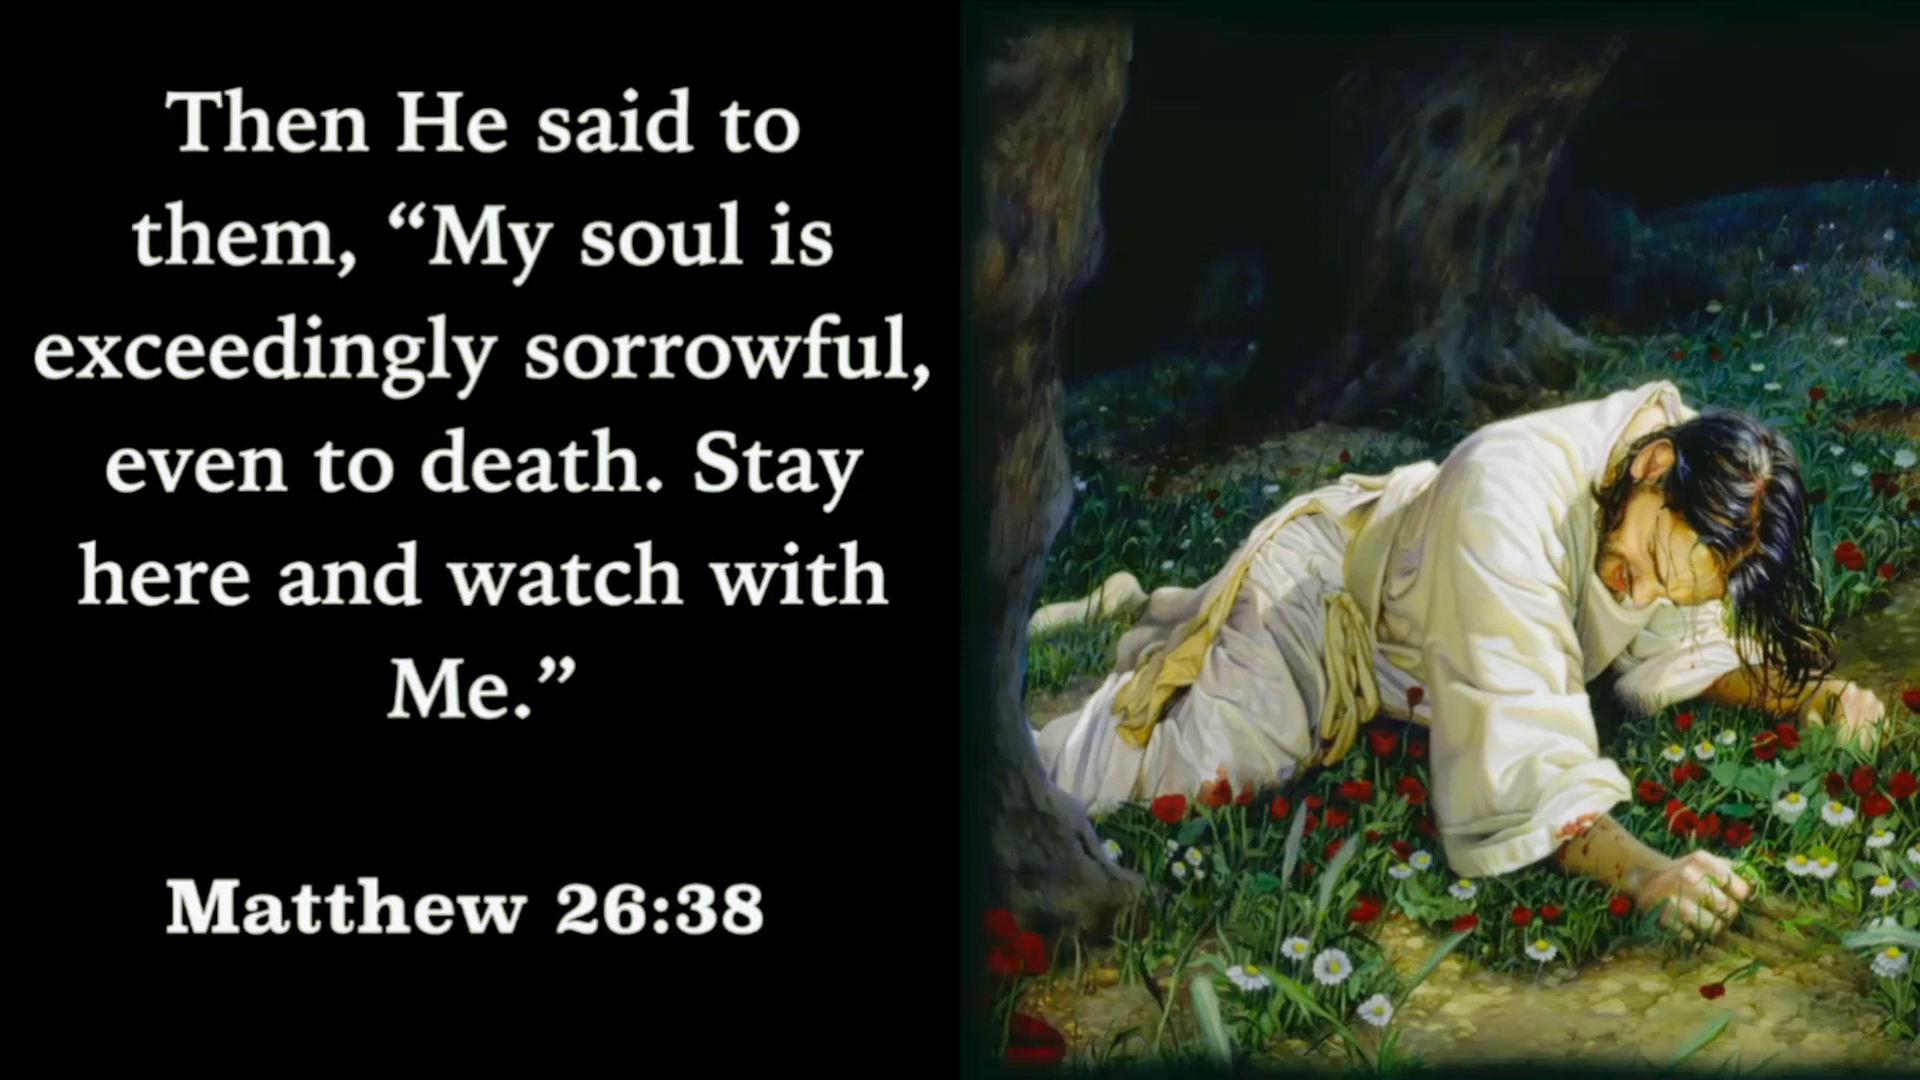 Then He said to
them, “My soul is
exceedingly sorrowful,
even to death. Stay
here and watch with
Me.”
Matthew 26:38